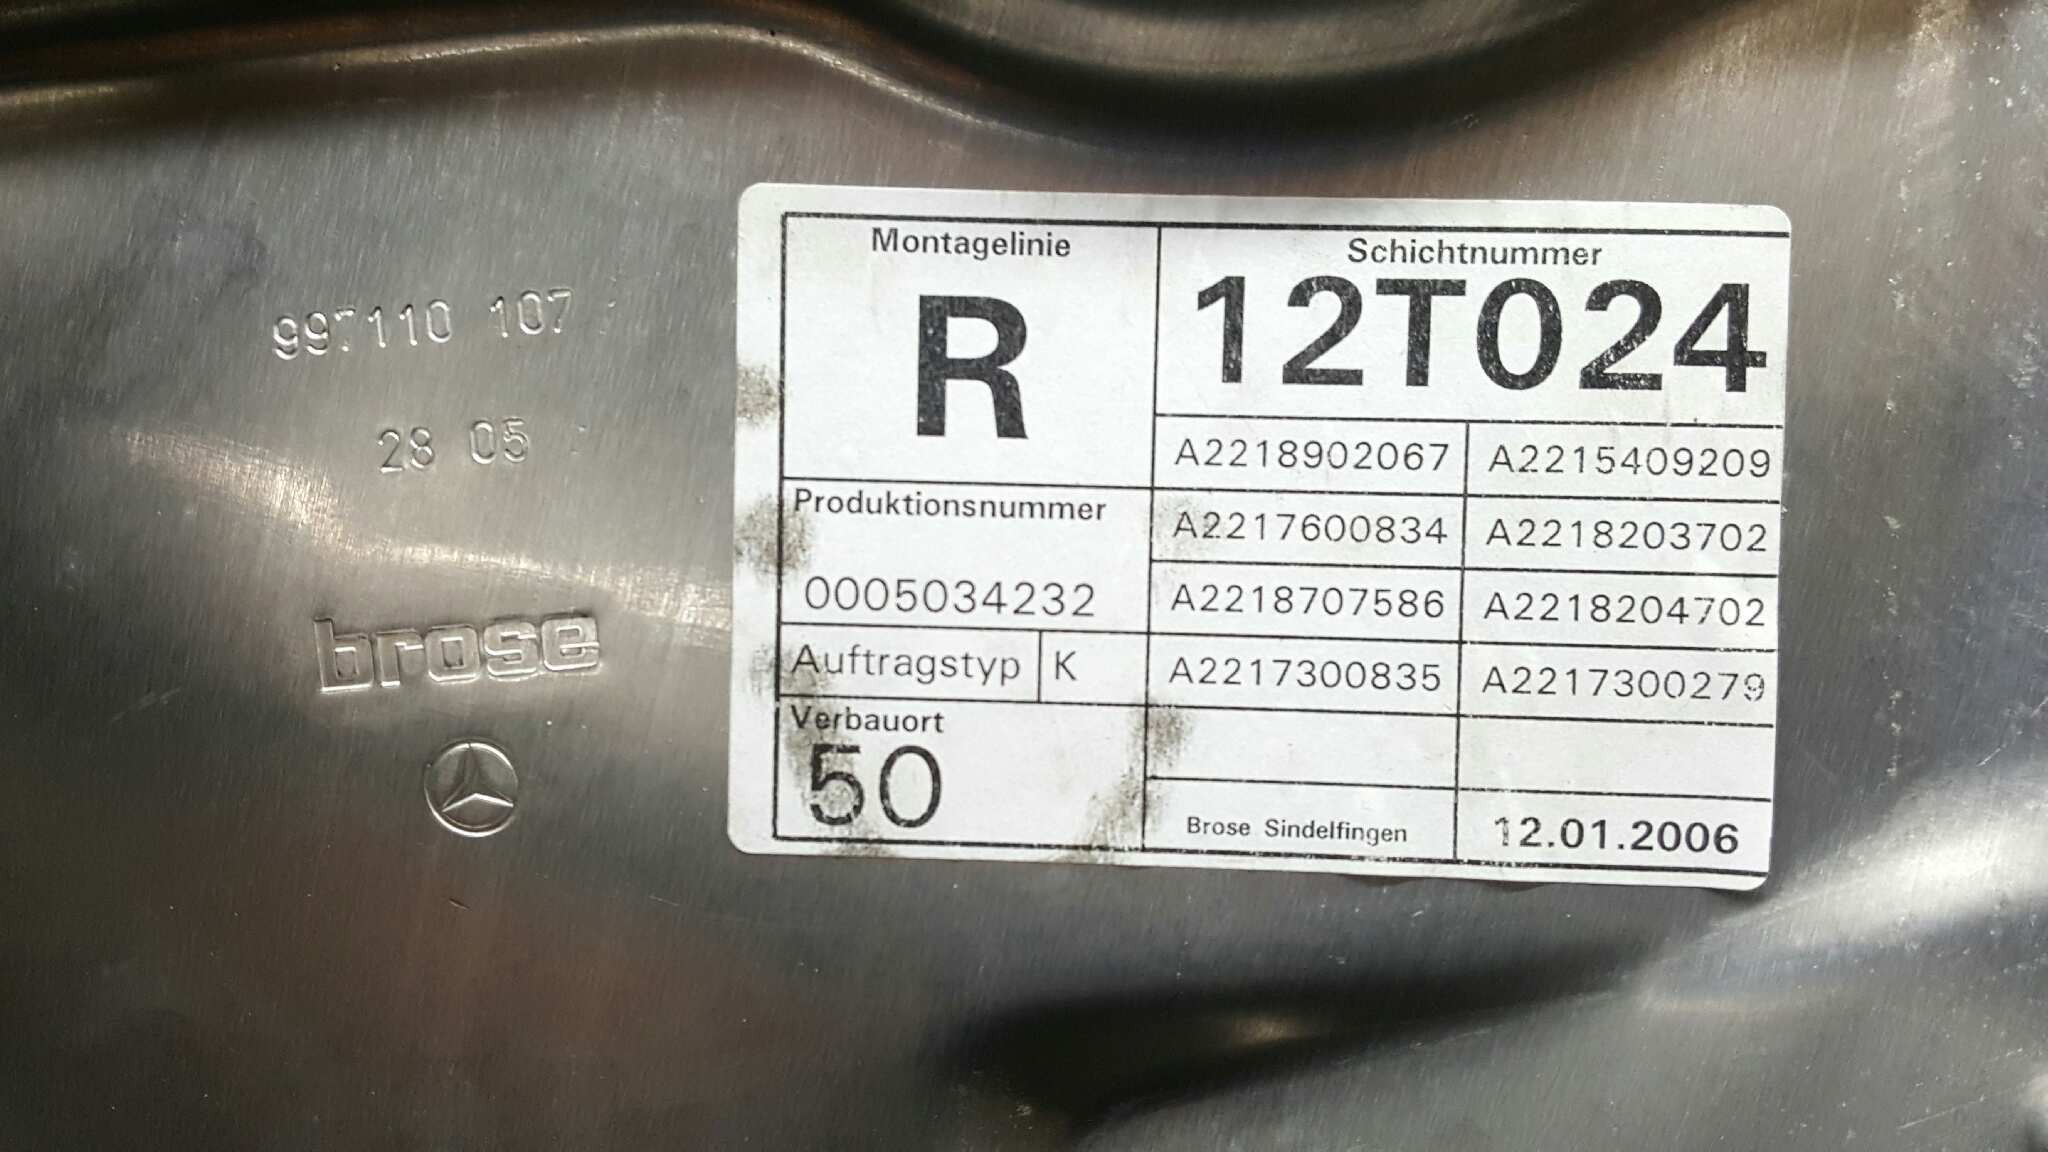 110 107
28 05
brose
Montagelinie
R
Schichtnummer
12T024
A2218902067 A2215409209
Produktionsnummer
0005034232
A2217600834 A2218203702
A2218707586 A2218204702
Auftragstyp K
A2217300835 A2217300279
Verbauort
50
Brose Sindelfingen 12.01.2006